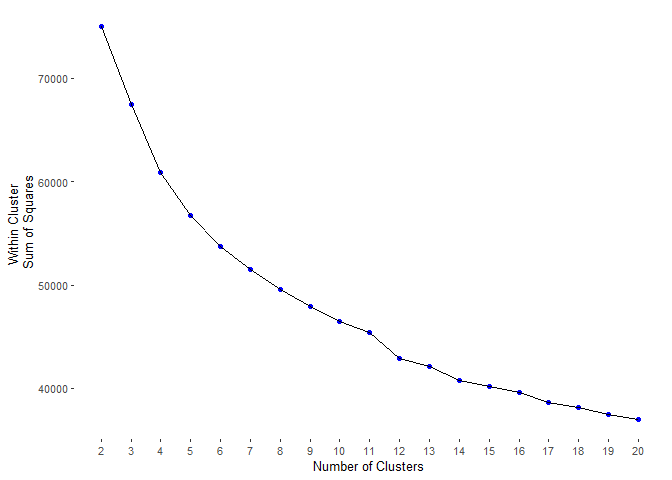 70000
60000
50000
40000
Within Cluster
Sum of Squares
2 3 4 5 6 7 8 9 10 11 12 13 14 15 16 17 18 19 20
Number of Clusters